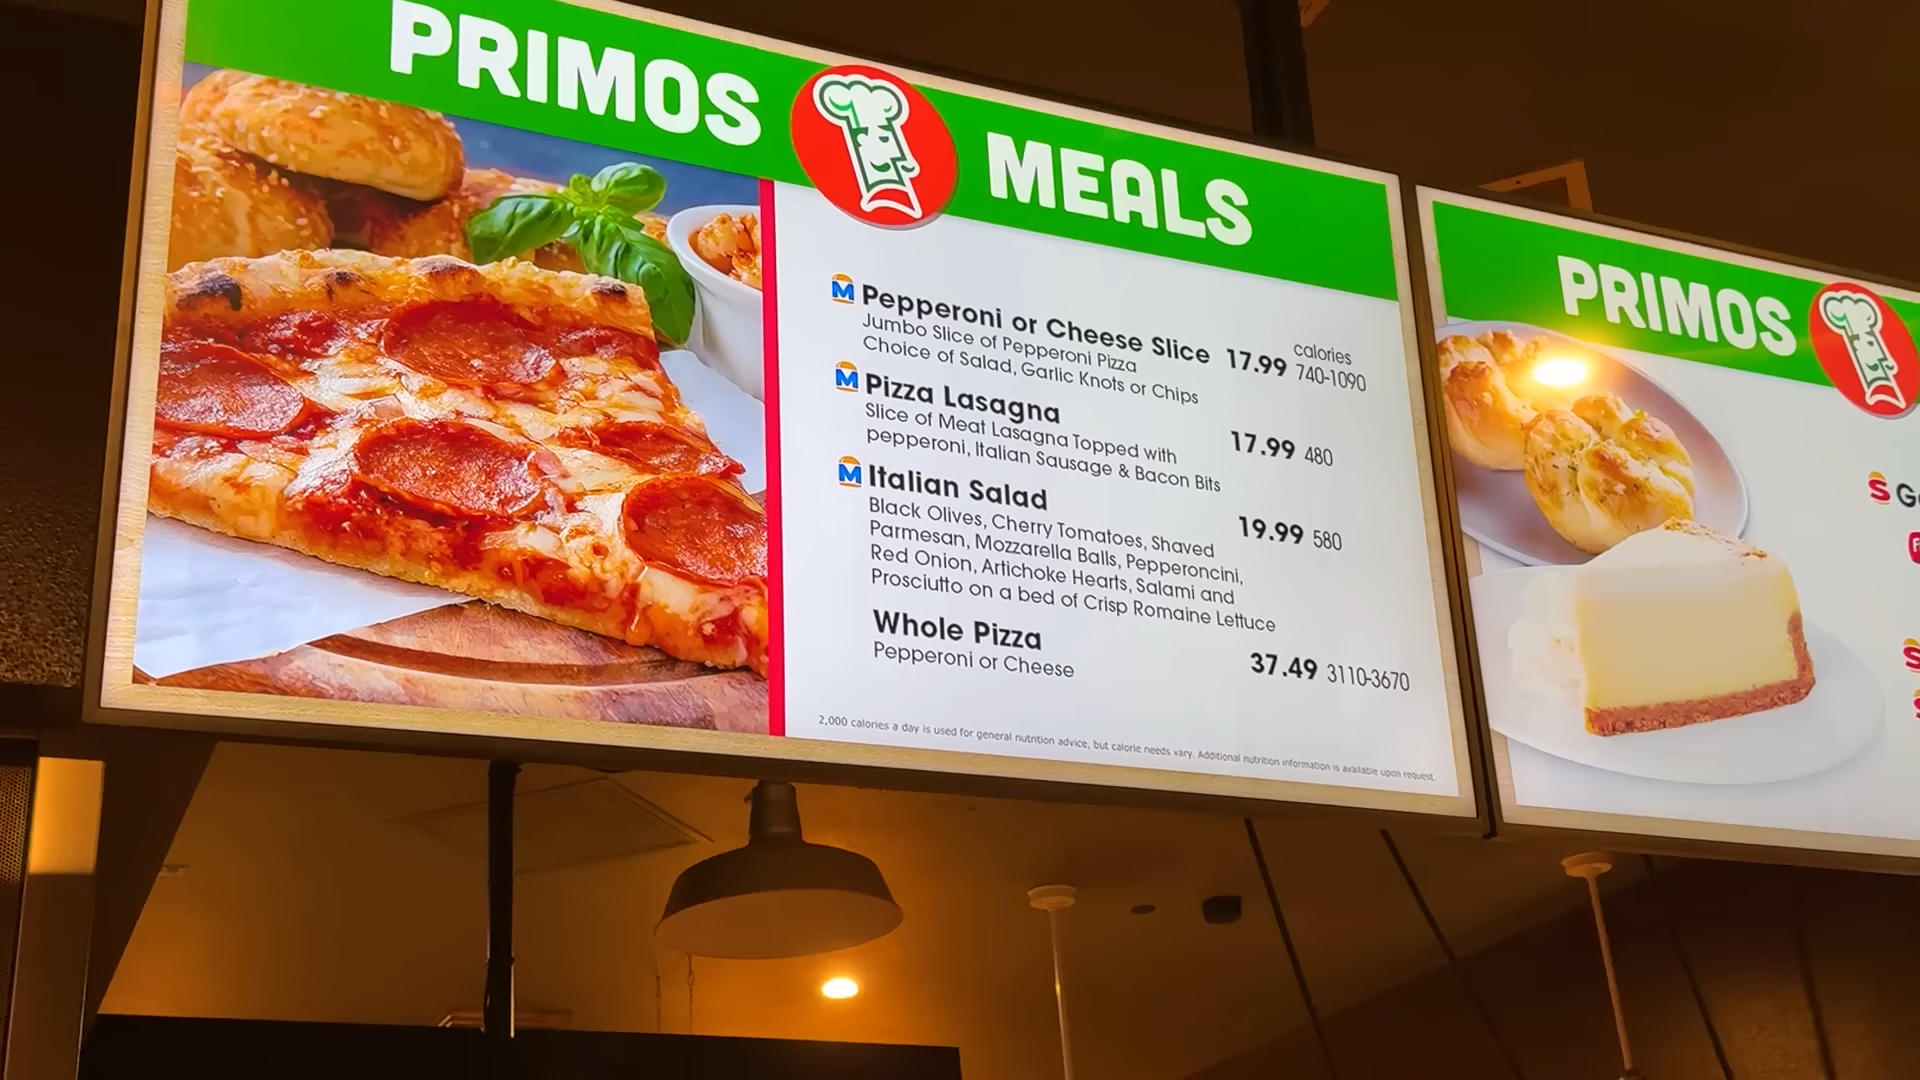 PRIMOS MEALS
M Pepperoni or Cheese Slice 17.99 calories 740-1090
Jumbo Slice of Pepperoni Pizza
Choice of Salad, Garlic Knots or Chips
M Pizza Lasagna 17.99 480
Slice of Meat Lasagna Topped with
pepperoni, Italian Sausage & Bacon Bits
M Italian Salad 19.99 580
Black Olives, Cherry Tomatoes, Shaved
Parmesan, Mozzarella Balls, Pepperoncini,
Red Onion, Artichoke Hearts, Salami and
Prosciutto on a bed of Crisp Romaine Lettuce
Whole Pizza 37.49 3110-3670
Pepperoni or Cheese
2,000 calories a day is used for general nutrition advice, but calorie needs vary. Additional nutrition information is available upon request.
PRIMOS
S